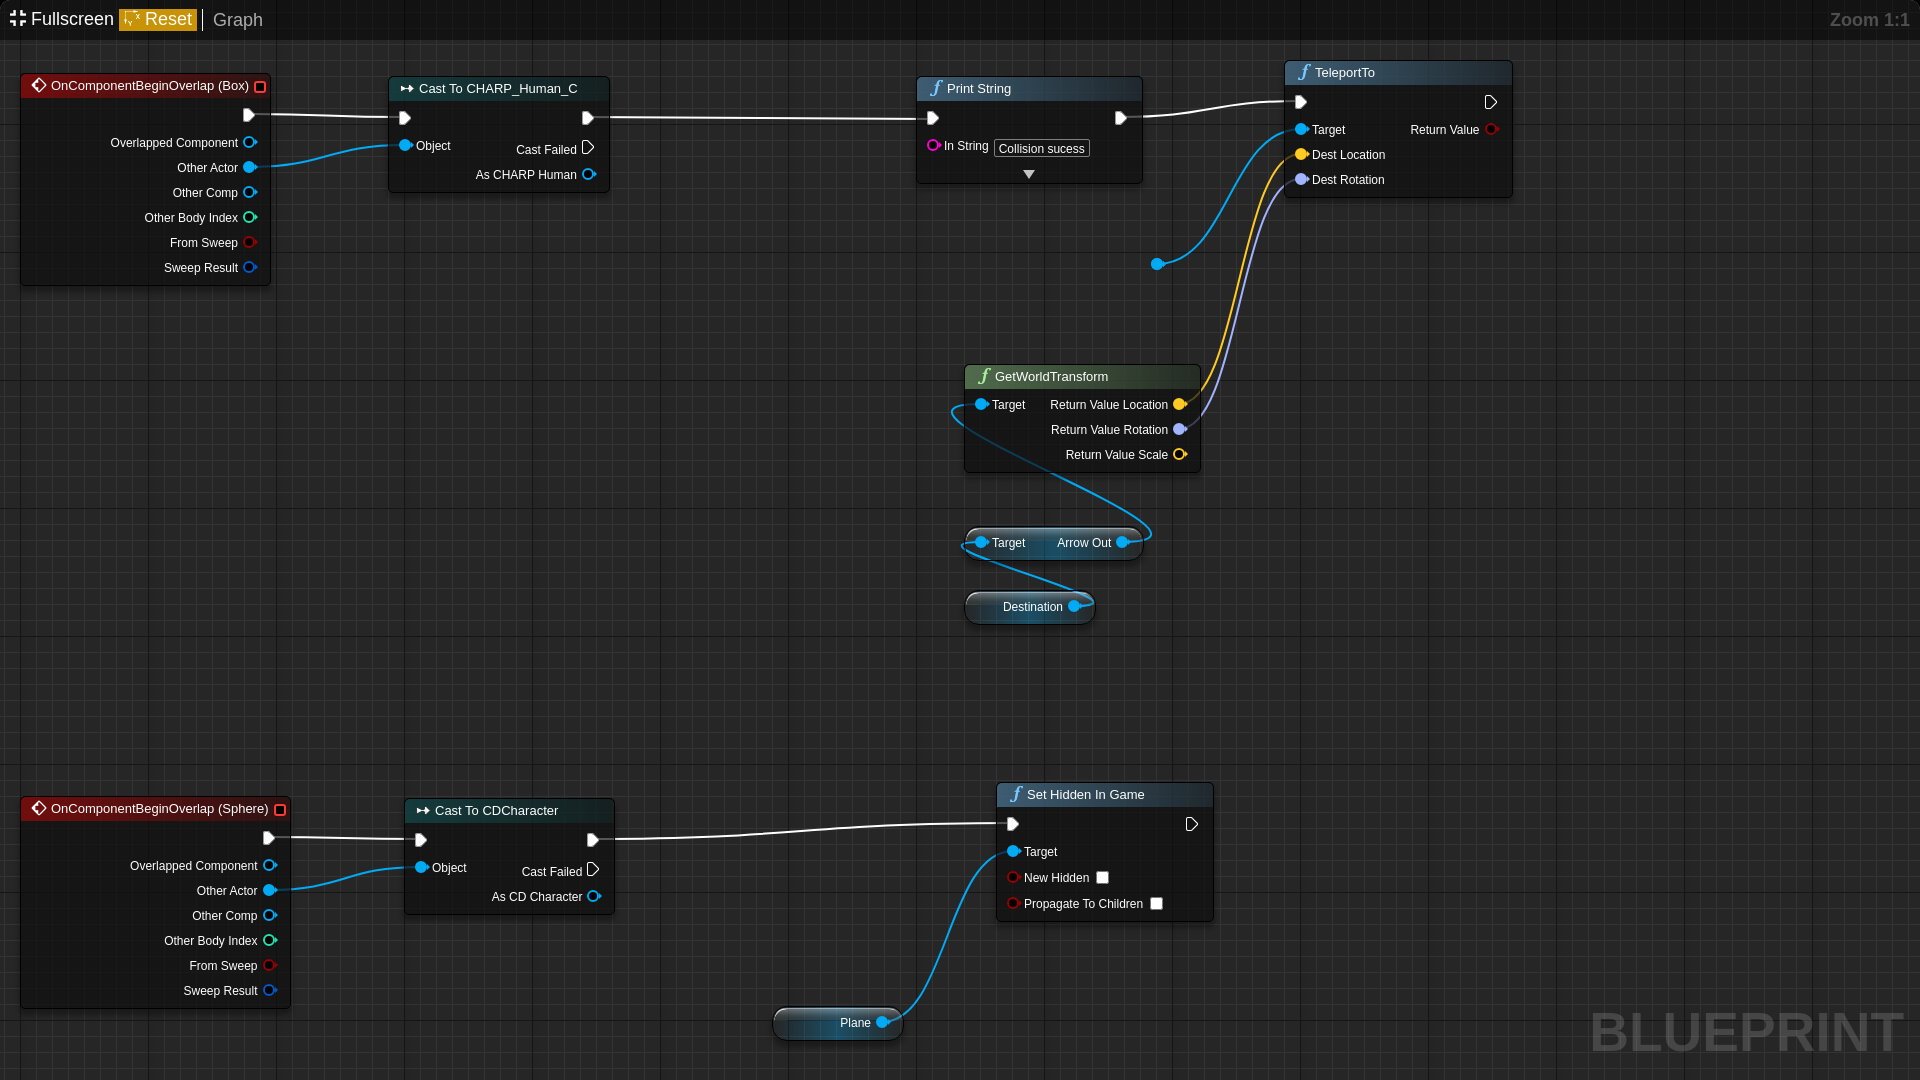 Fullscreen Reset Graph
Zoom 1:1
OnComponentBeginOverlap (Box)
Overlapped Component
Other Actor
Other Comp
Other Body Index
From Sweep
Sweep Result
Cast To CHARP_Human_C
Object
Cast Failed
As CHARP Human
Print String
In String Collision sucess
TeleportTo
Target Return Value
Dest Location
Dest Rotation
GetWorldTransform
Target Return Value Location
Return Value Rotation
Return Value Scale
Target Arrow Out
Destination
OnComponentBeginOverlap (Sphere)
Overlapped Component
Other Actor
Other Comp
Other Body Index
From Sweep
Sweep Result
Cast To CDCharacter
Object
Cast Failed
As CD Character
Set Hidden In Game
Target
New Hidden
Propagate To Children
Plane
BLUEPRINT